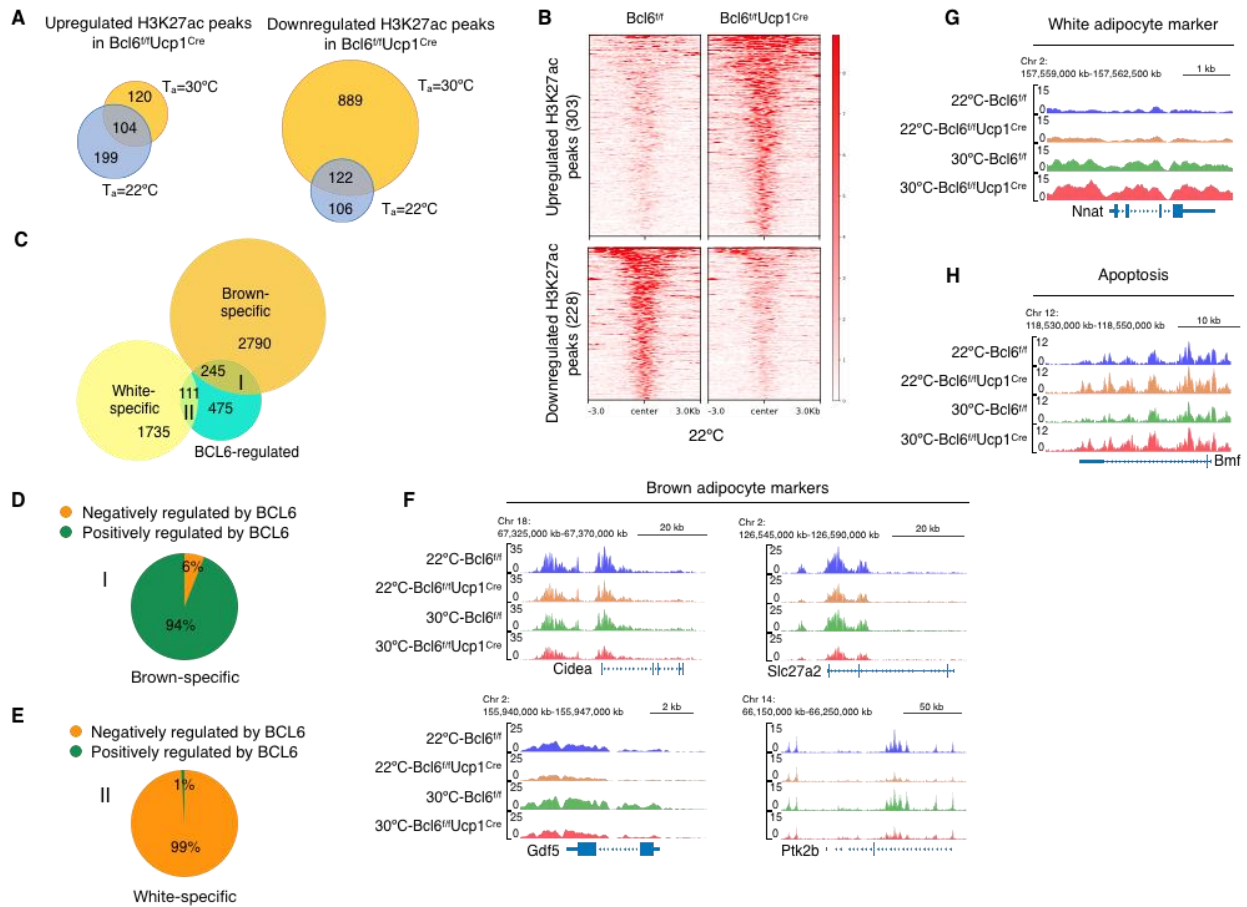 A
Upregulated H3K27ac peaks
in Bcl6f/fUcp1Cre
120
Ta=30ºC
104
199
Ta=22ºC
Downregulated H3K27ac peaks
in Bcl6f/fUcp1Cre
889
Ta=30ºC
122
106
Ta=22ºC
B
Bcl6f/f
Bcl6f/fUcp1Cre
Upregulated H3K27ac
peaks (303)
Downregulated H3K27ac
peaks (228)
-3.0 center 3.0Kb
-3.0 center 3.0Kb
22ºC
C
Brown-
specific
2790
245
I
White-
specific
111
II
475
1735
BCL6-regulated
D
Negatively regulated by BCL6
Positively regulated by BCL6
I
6%
94%
Brown-specific
E
Negatively regulated by BCL6
Positively regulated by BCL6
II
1%
99%
White-specific
F
Brown adipocyte markers
Chr 18:
67,325,000 kb-67,370,000 kb
20 kb
22ºC-Bcl6f/f
35
0
22ºC-Bcl6f/fUcp1Cre
35
0
30ºC-Bcl6f/f
35
0
30ºC-Bcl6f/fUcp1Cre
35
0
Cidea
Chr 2:
126,545,000 kb-126,590,000 kb
20 kb
25
0
25
0
25
0
25
0
Slc27a2
Chr 2:
155,940,000 kb-155,947,000 kb
2 kb
22ºC-Bcl6f/f
25
0
22ºC-Bcl6f/fUcp1Cre
25
0
30ºC-Bcl6f/f
25
0
30ºC-Bcl6f/fUcp1Cre
25
0
Gdf5
Chr 14:
66,150,000 kb-66,250,000 kb
50 kb
15
0
15
0
15
0
15
0
Ptk2b
G
White adipocyte marker
Chr 2:
157,559,000 kb-157,562,500 kb
1 kb
22ºC-Bcl6f/f
15
0
22ºC-Bcl6f/fUcp1Cre
15
0
30ºC-Bcl6f/f
15
0
30ºC-Bcl6f/fUcp1Cre
15
0
Nnat
H
Apoptosis
Chr 12:
118,530,000 kb-118,550,000 kb
10 kb
22ºC-Bcl6f/f
12
0
22ºC-Bcl6f/fUcp1Cre
12
0
30ºC-Bcl6f/f
12
0
30ºC-Bcl6f/fUcp1Cre
12
0
Bmf